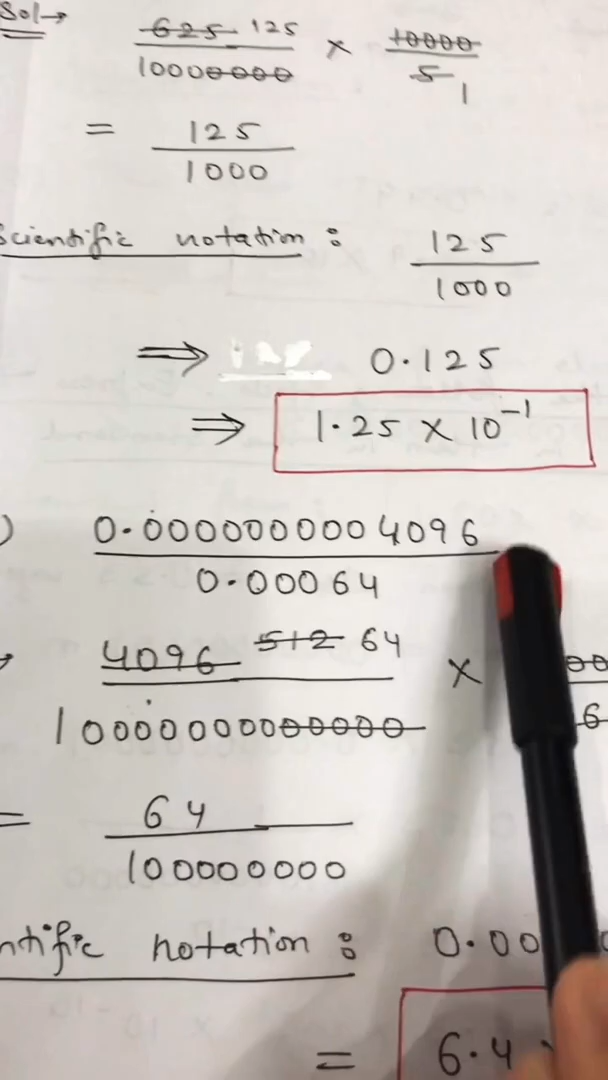 Sol→ 625 125 / 10000000 × 10000 / 5 1
= 125 / 1000
Scientific notation : 125 / 1000
⇒ 0.125
⇒ 1.25 × 10⁻¹
) 0.0000000004096 / 0.00064
4096 512 64 / 10000000000000 ×
= 64 / 100000000
ntific notation : 0.00
= 6.4